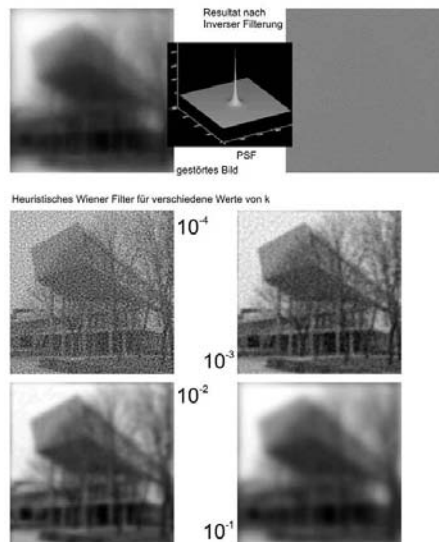 Resultat nach
Inverser Filterung
PSF
gestörtes Bild
Heuristisches Wiener Filter für verschiedene Werte von k
10-4
10-3
10-2
10-1